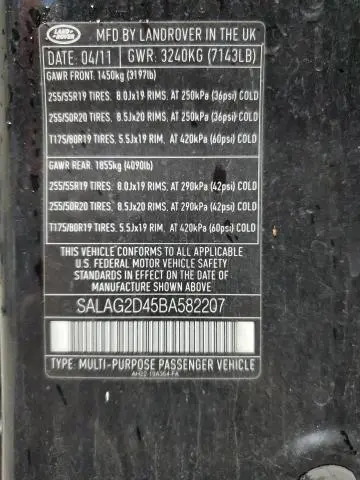 LAND ROVER
MFD BY LANDROVER IN THE UK
DATE: 04/11 GWR: 3240KG (7143LB)
GAWR FRONT: 1450kg (3197lb)
255/55R19 TIRES, 8.0Jx19 RIMS, AT 250kPa (36psi) COLD
255/50R20 TIRES, 8.5Jx20 RIMS, AT 250kPa (36psi) COLD
T175/80R19 TIRES, 5.5Jx19 RIM, AT 420kPa (60psi) COLD
GAWR REAR: 1855kg (4090lb)
255/55R19 TIRES, 8.0Jx19 RIMS, AT 290kPa (42psi) COLD
255/50R20 TIRES, 8.5Jx20 RIMS, AT 290kPa (42psi) COLD
T175/80R19 TIRES, 5.5Jx19 RIM, AT 420kPa (60psi) COLD
THIS VEHICLE CONFORMS TO ALL APPLICABLE
U.S. FEDERAL MOTOR VEHICLE SAFETY
STANDARDS IN EFFECT ON THE DATE OF
MANUFACTURE SHOWN ABOVE
SALAG2D45BA582207
TYPE: MULTI-PURPOSE PASSENGER VEHICLE
AH22-19A364-FA